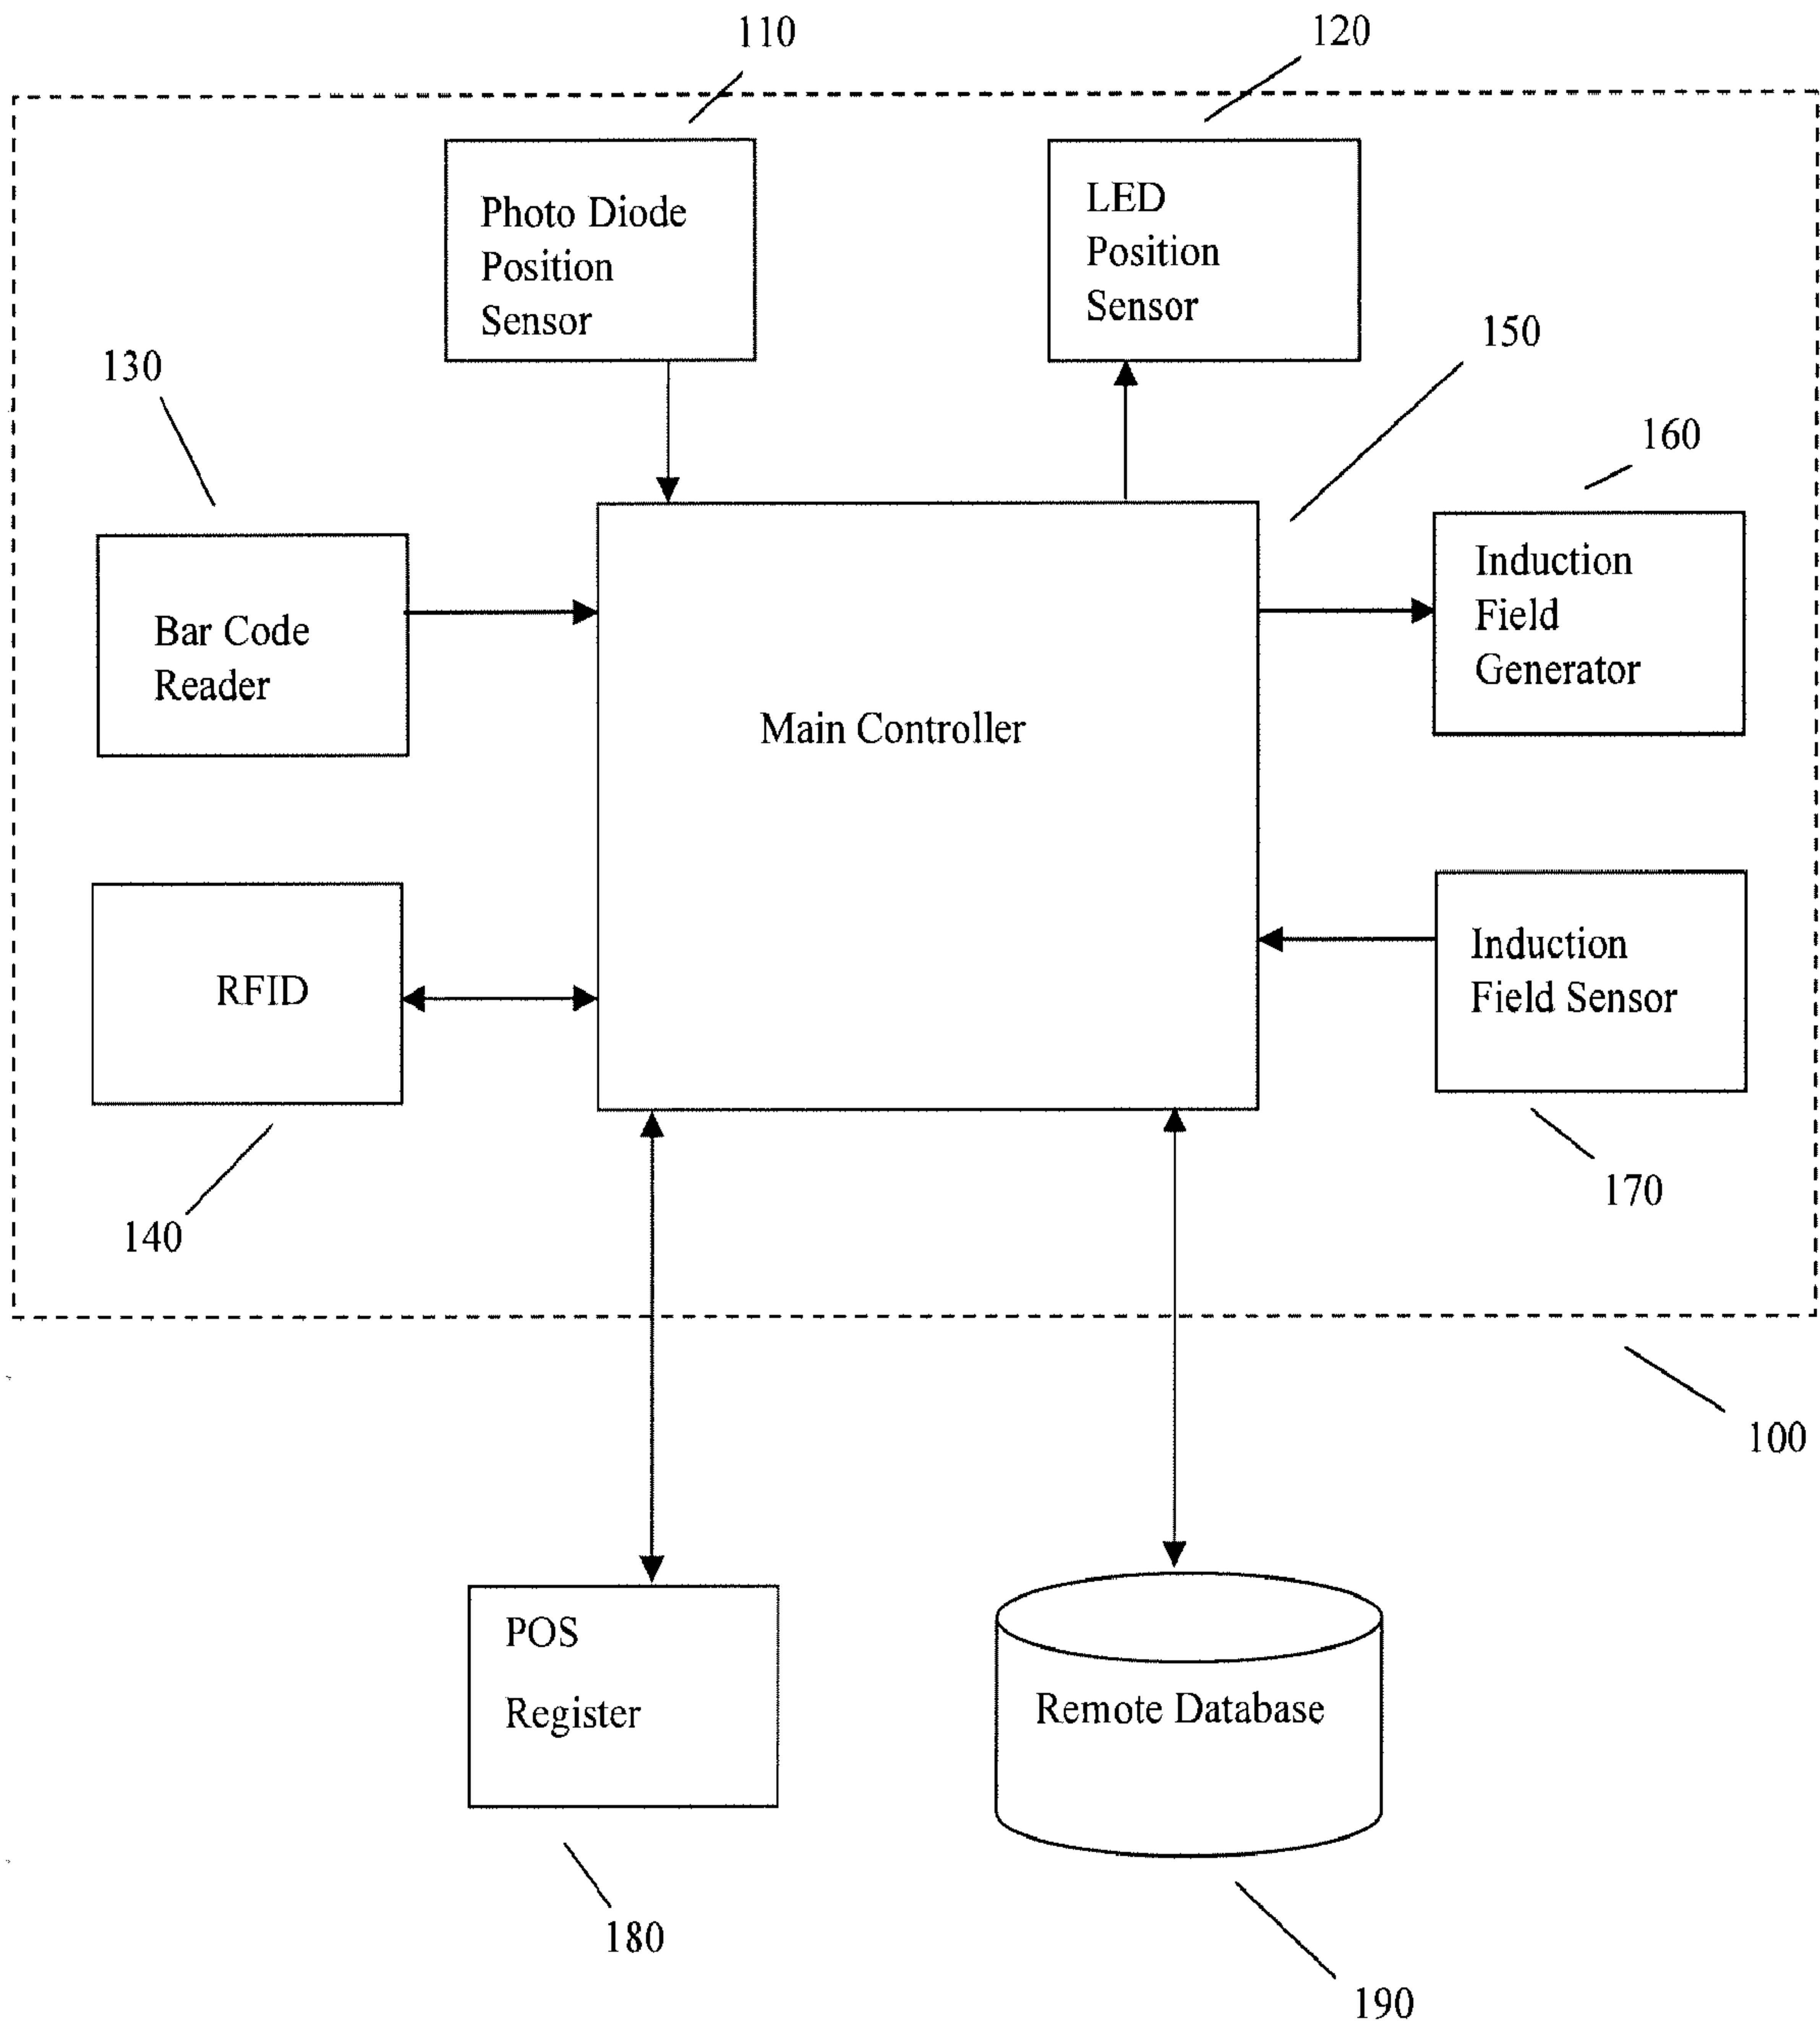 110
120
Photo Diode
Position
Sensor
LED
Position
Sensor
150
130
160
Bar Code
Reader
Main Controller
Induction
Field
Generator
RFID
Induction
Field Sensor
140
170
100
POS
Register
Remote Database
180
190